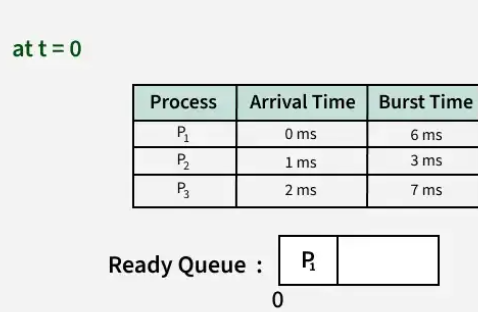 at t = 0
Process Arrival Time Burst Time
P₁ 0 ms 6 ms
P₂ 1 ms 3 ms
P₃ 2 ms 7 ms
Ready Queue : P₁
0